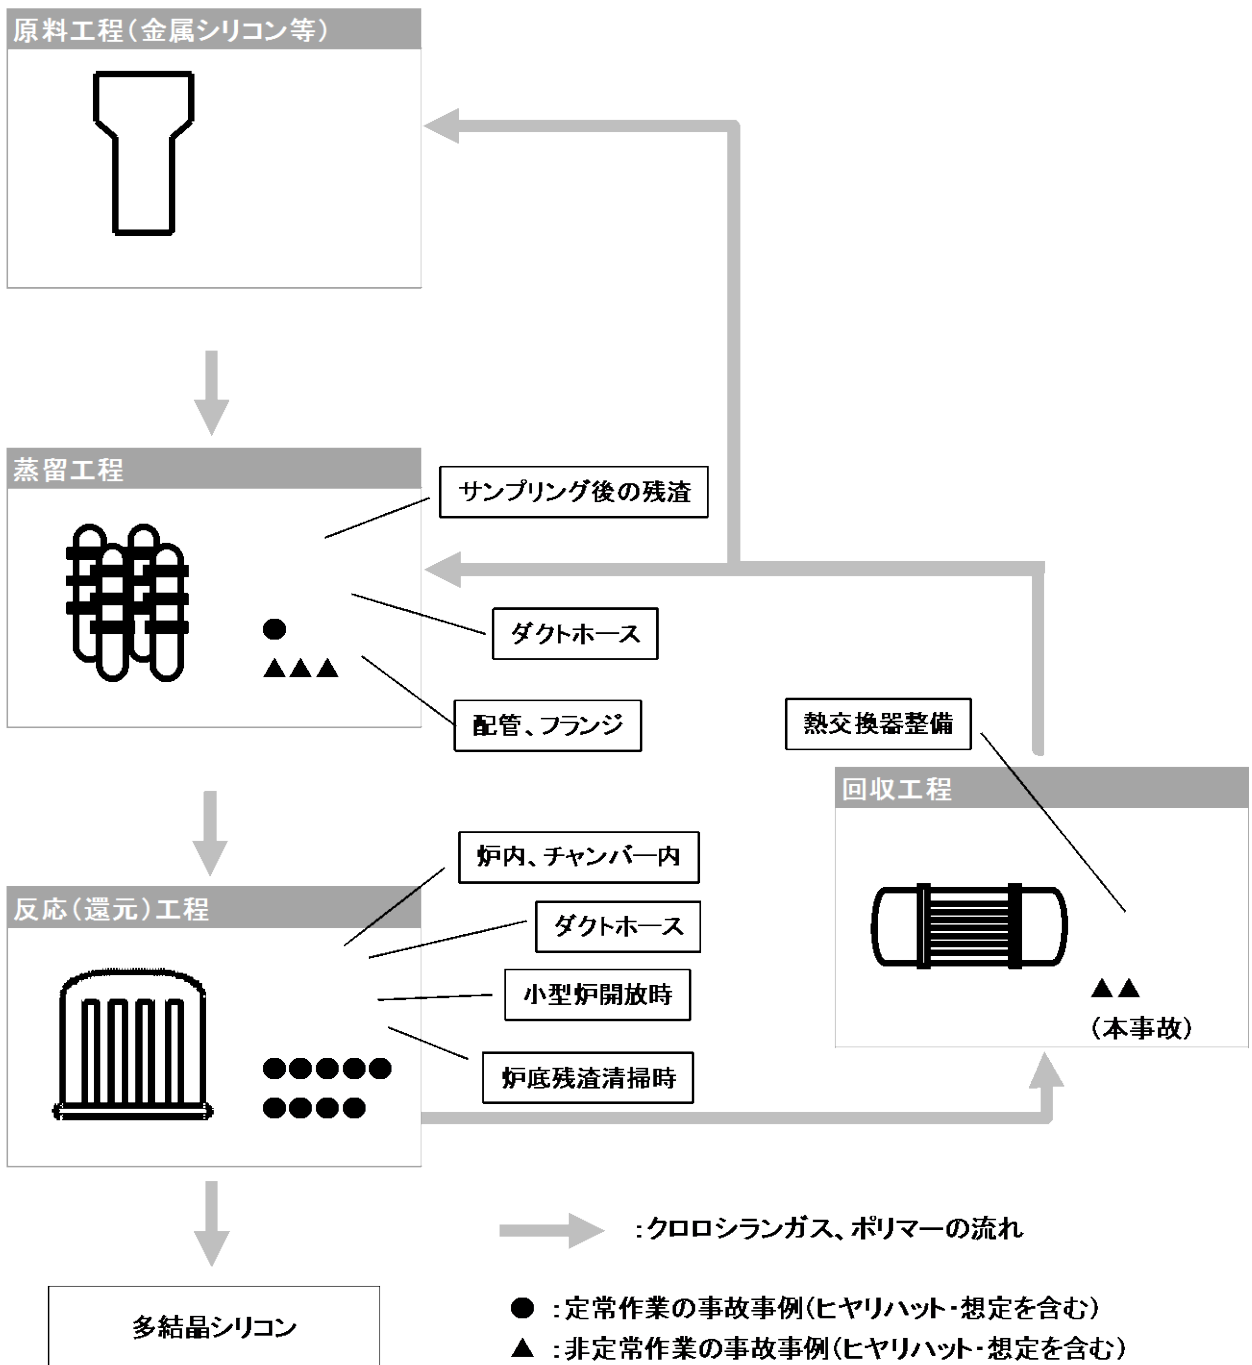 原料工程(金属シリコン等)
蒸留工程
サンプリング後の残渣
ダクトホース
配管、フランジ
熱交換器整備
回収工程
(本事故)
炉内、チャンバー内
反応(還元)工程
ダクトホース
小型炉開放時
炉底残渣清掃時
:クロロシランガス、ポリマーの流れ
多結晶シリコン
● :定常作業の事故事例(ヒヤリハット・想定を含む)
▲ :非定常作業の事故事例(ヒヤリハット・想定を含む)